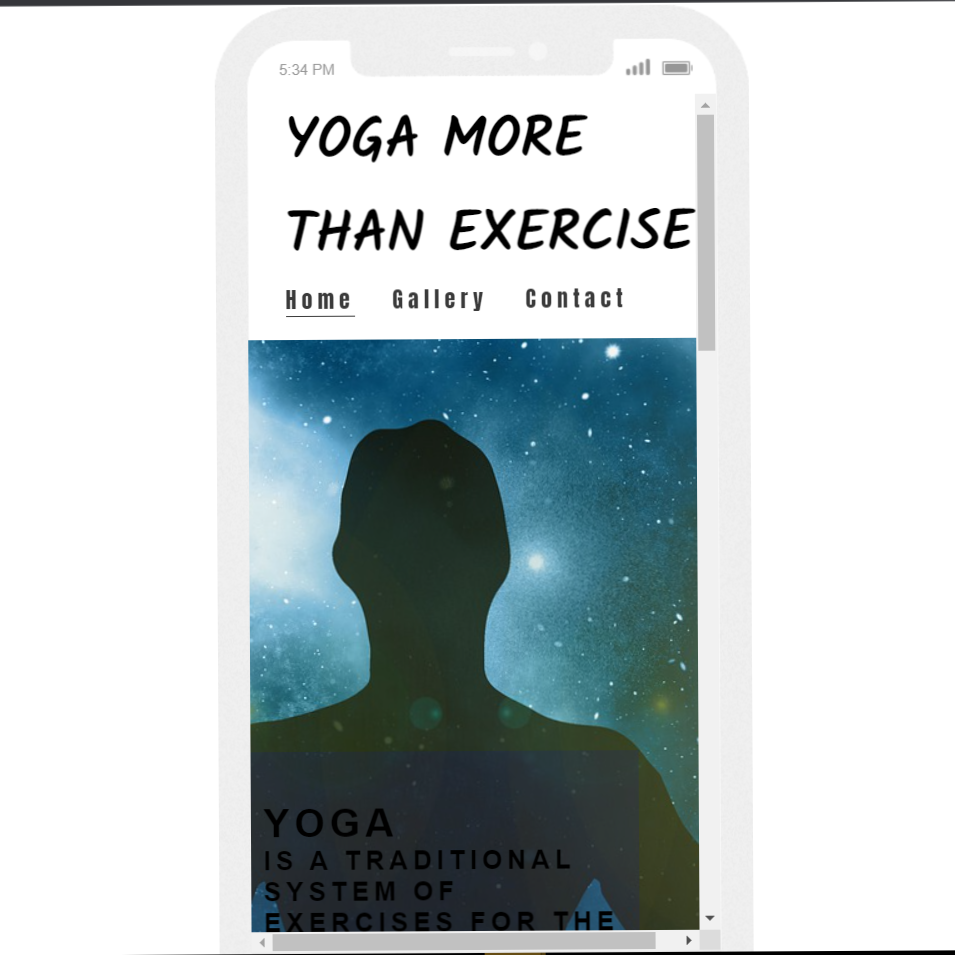 5:34 PM
YOGA MORE
THAN EXERCISE
Home Gallery Contact
YOGA
IS A TRADITIONAL
SYSTEM OF
EXERCISES FOR THE